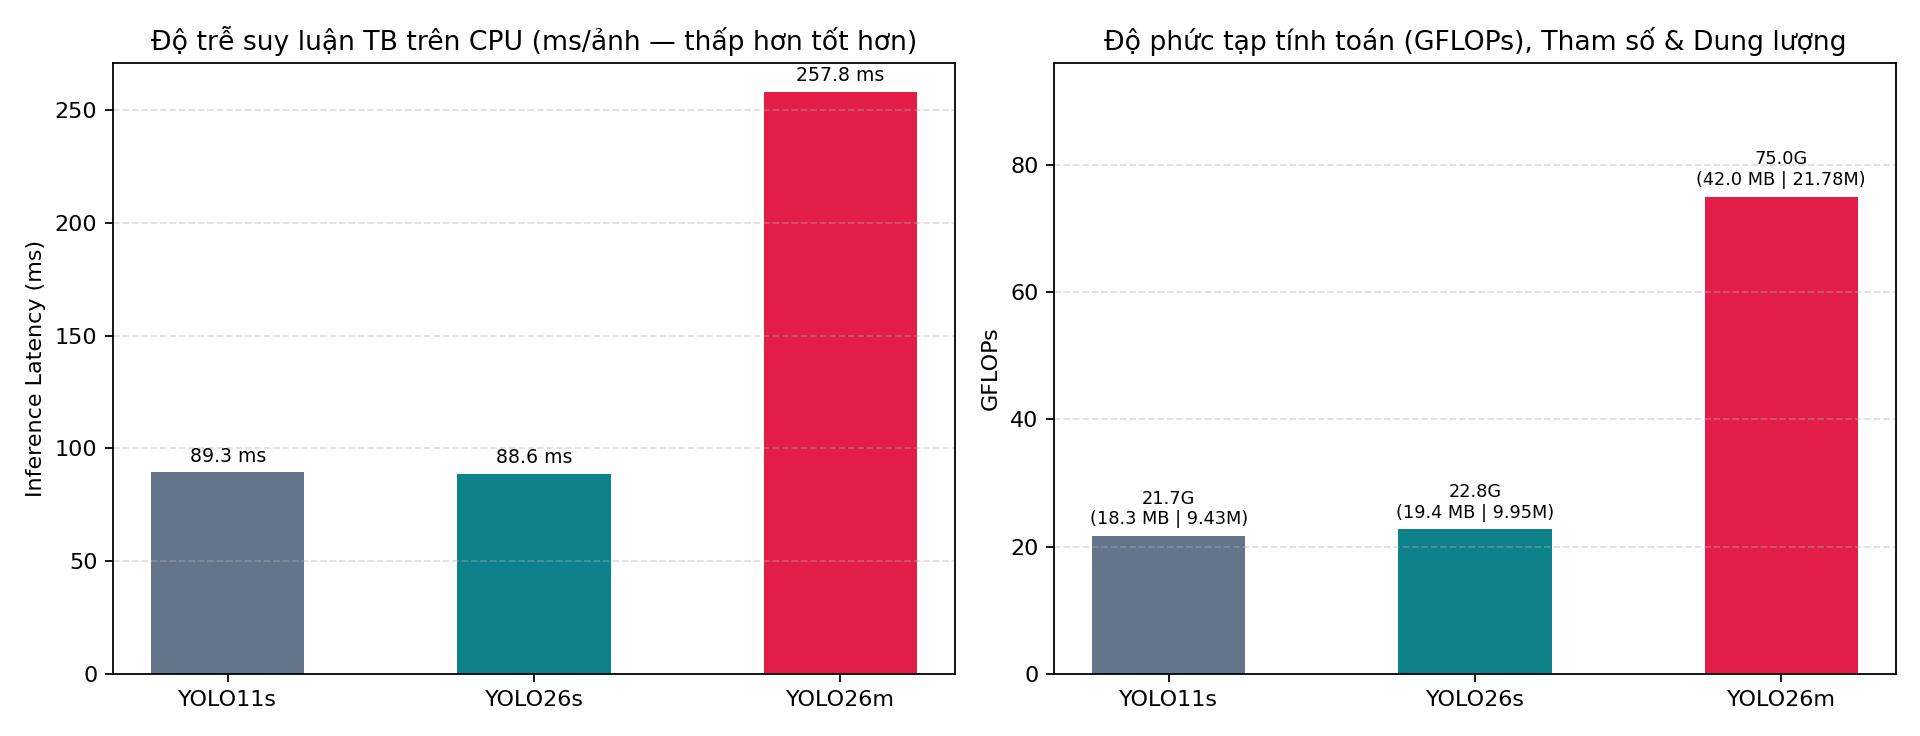 Độ trễ suy luận TB trên CPU (ms/ảnh — thấp hơn tốt hơn)
Inference Latency (ms)
250
200
150
100
50
0
89.3 ms
88.6 ms
257.8 ms
YOLO11s
YOLO26s
YOLO26m
Độ phức tạp tính toán (GFLOPs), Tham số & Dung lượng
GFLOPs
80
60
40
20
0
21.7G
(18.3 MB | 9.43M)
22.8G
(19.4 MB | 9.95M)
75.0G
(42.0 MB | 21.78M)
YOLO11s
YOLO26s
YOLO26m